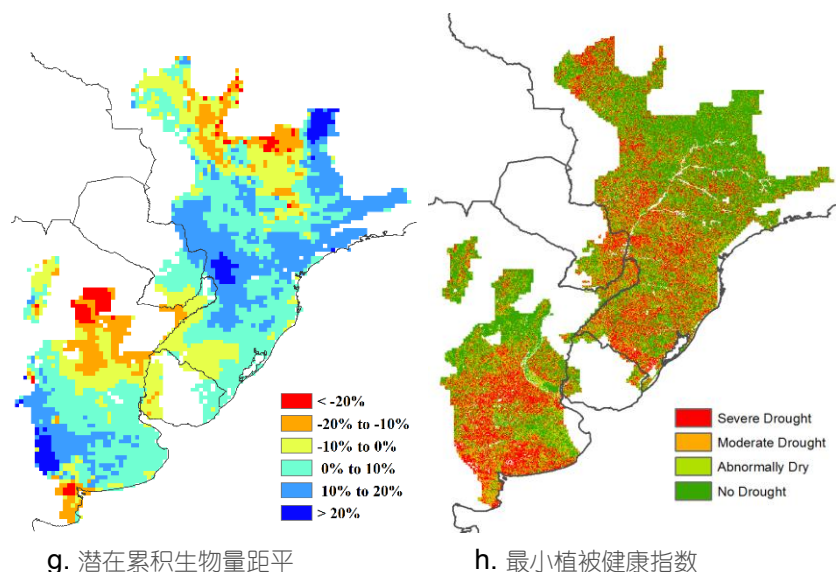 < -20%
-20% to -10%
-10% to 0%
0% to 10%
10% to 20%
> 20%
Severe Drought
Moderate Drought
Abnormally Dry
No Drought
g. 潜在累积生物量距平
h. 最小植被健康指数